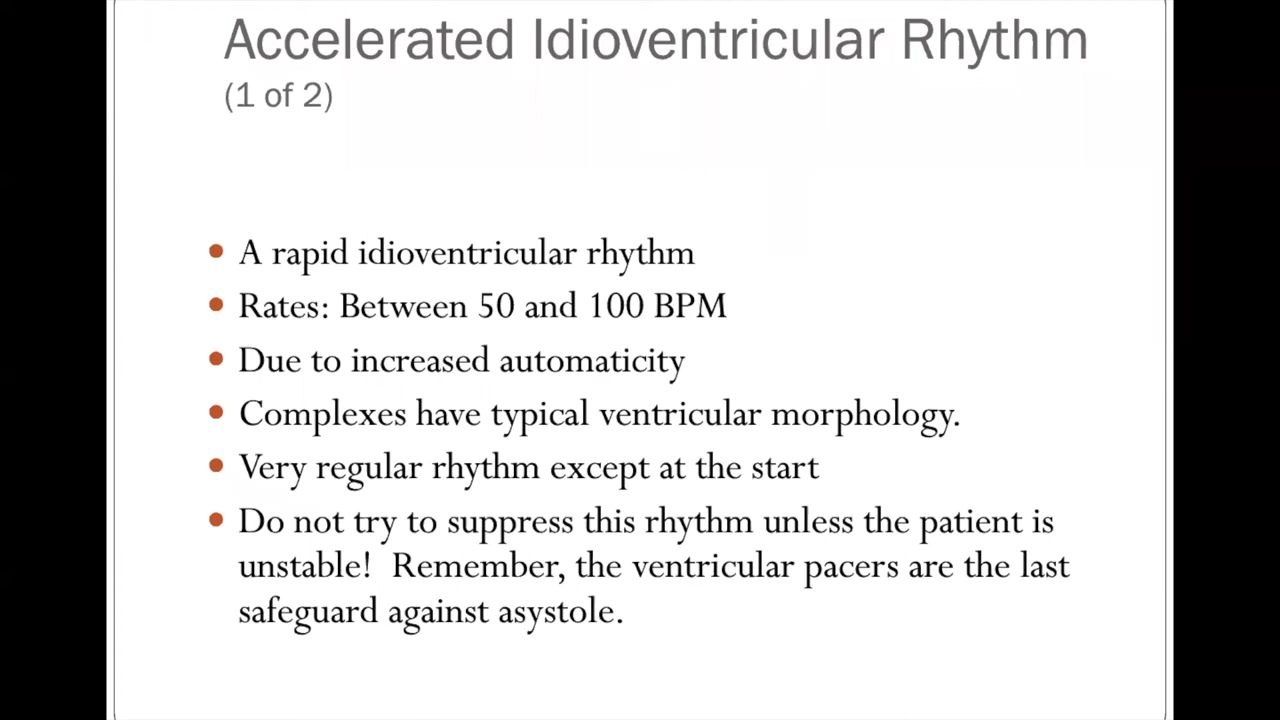 Accelerated Idioventricular Rhythm
(1 of 2)
• A rapid idioventricular rhythm
• Rates: Between 50 and 100 BPM
• Due to increased automaticity
• Complexes have typical ventricular morphology.
• Very regular rhythm except at the start
• Do not try to suppress this rhythm unless the patient is
unstable!  Remember, the ventricular pacers are the last
safeguard against asystole.